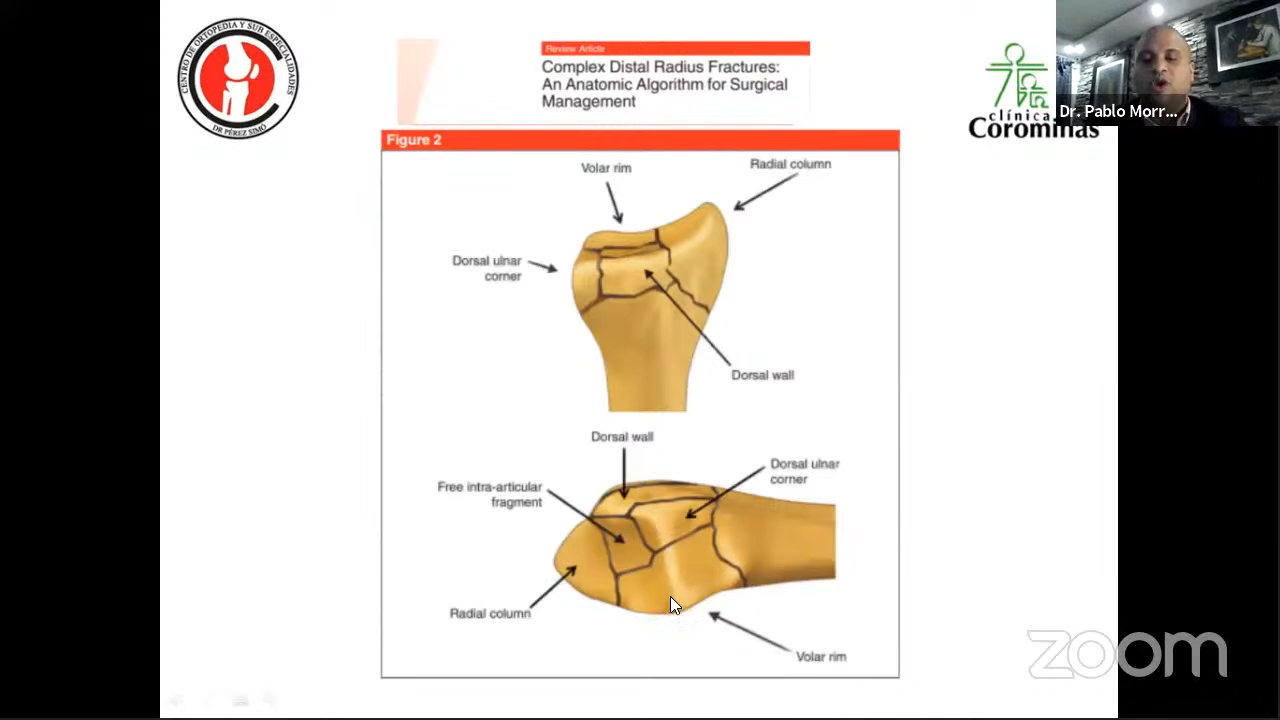 CENTRO DE ORTOPEDIA Y SUB ESPECIALIDADES
DR PÉREZ SIMÓ
Review Article
Complex Distal Radius Fractures:
An Anatomic Algorithm for Surgical
Management
clínica
Corominas
Dr. Pablo Morr...
Figure 2
Volar rim
Radial column
Dorsal ulnar
corner
Dorsal wall
Dorsal wall
Dorsal ulnar
corner
Free intra-articular
fragment
Radial column
Volar rim
zoom